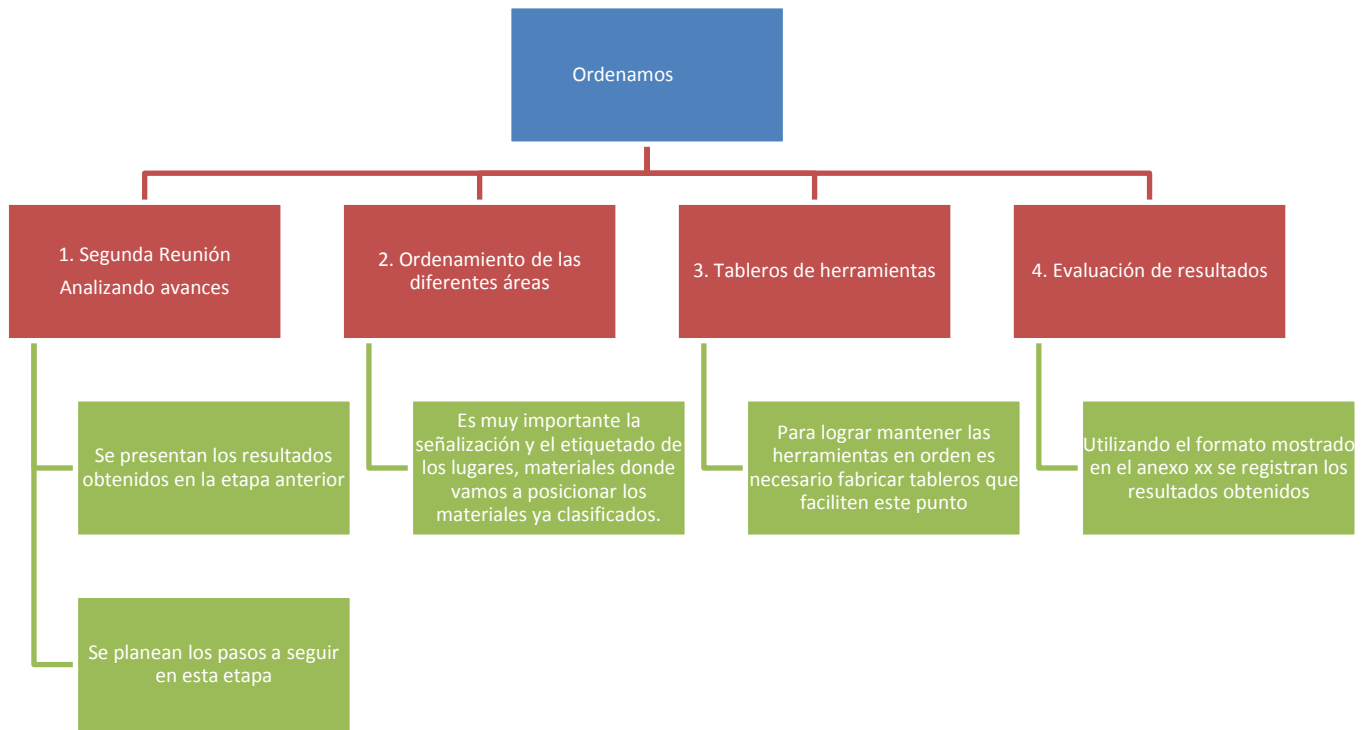 Ordenamos
1. Segunda Reunión
Analizando avances
2. Ordenamiento de las
diferentes áreas
3. Tableros de herramientas
4. Evaluación de resultados
Se presentan los resultados
obtenidos en la etapa anterior
Es muy importante la
señalización y el etiquetado de
los lugares, materiales donde
vamos a posicionar los
materiales ya clasificados.
Para lograr mantener las
herramientas en orden es
necesario fabricar tableros que
faciliten este punto
Utilizando el formato mostrado
en el anexo xx se registran los
resultados obtenidos
Se planean los pasos a seguir
en esta etapa